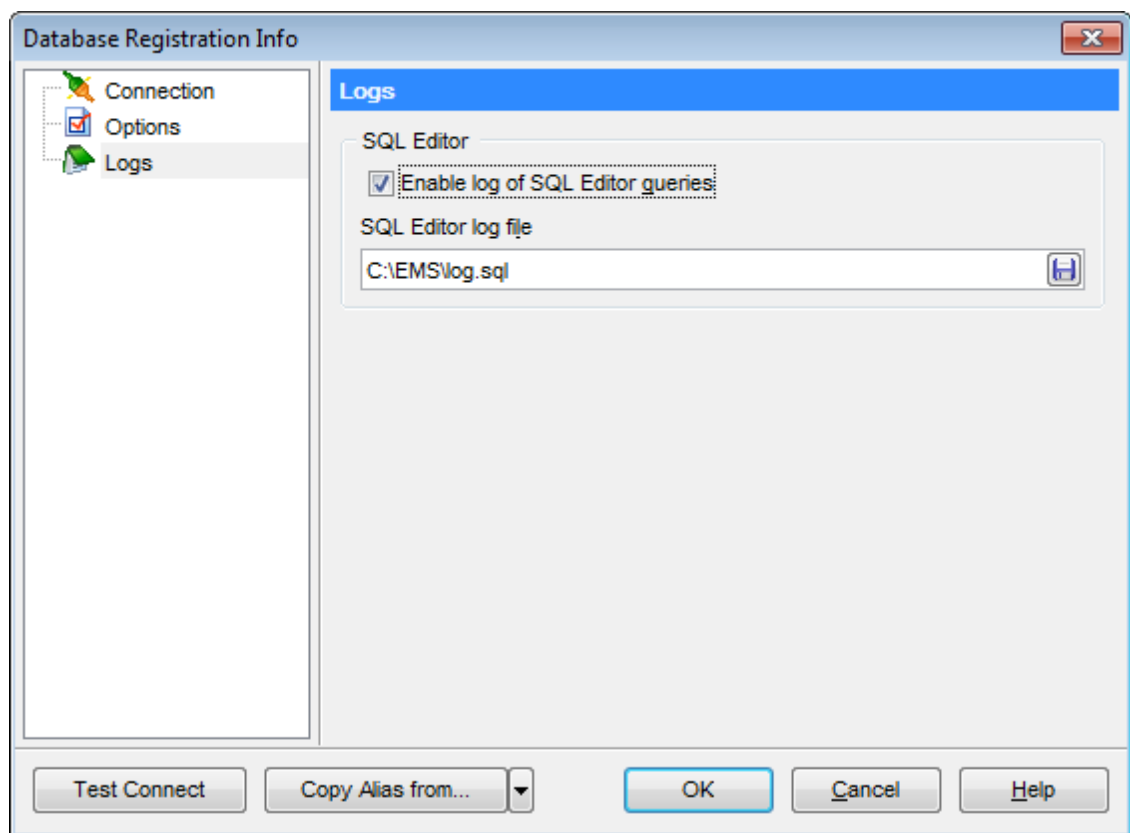 Database Registration Info
Connection
Options
Logs
Logs
SQL Editor
Enable log of SQL Editor queries
SQL Editor log file
C:\EMS\log.sql
Test Connect
Copy Alias from...
OK
Cancel
Help